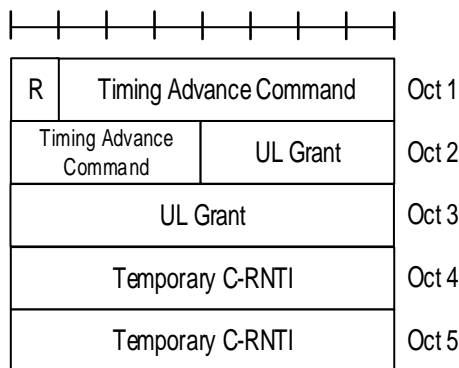 R Timing Advance Command Oct 1
Timing Advance
Command UL Grant Oct 2
UL Grant Oct 3
Temporary C-RNTI Oct 4
Temporary C-RNTI Oct 5